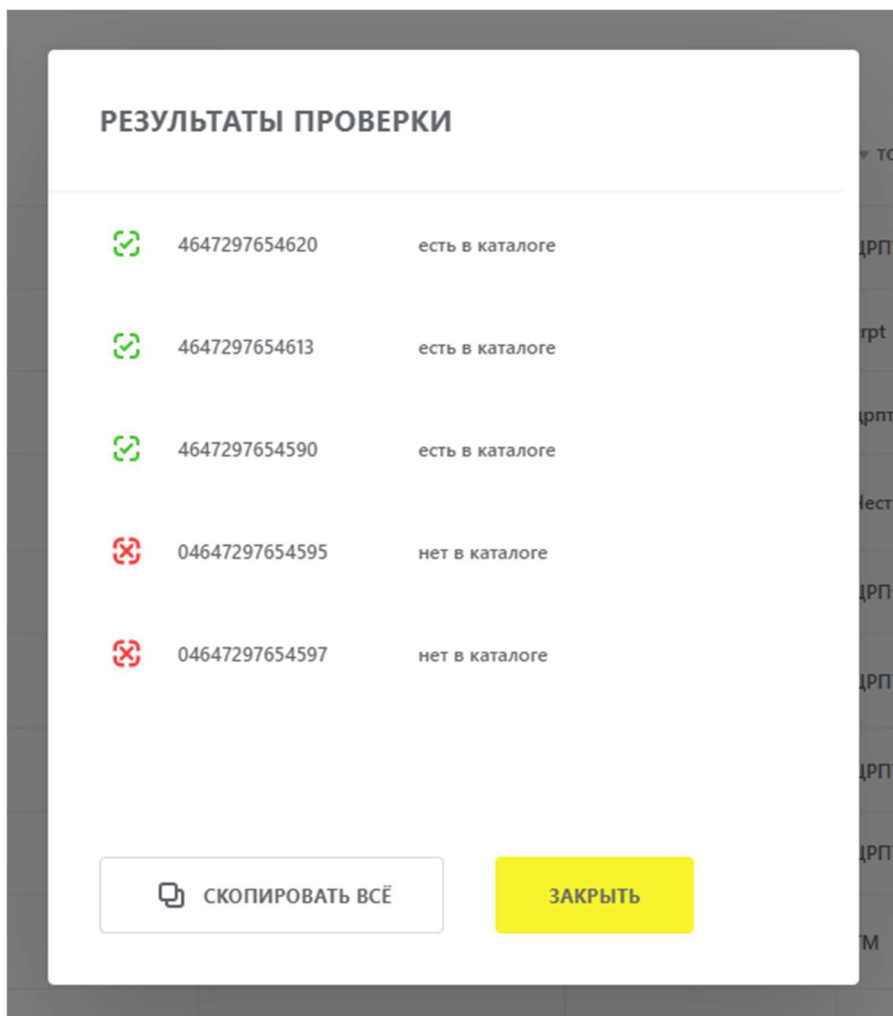 РЕЗУЛЬТАТЫ ПРОВЕРКИ
4647297654620 есть в каталоге
4647297654613 есть в каталоге
4647297654590 есть в каталоге
04647297654595 нет в каталоге
04647297654597 нет в каталоге
СКОПИРОВАТЬ ВСЁ ЗАКРЫТЬ